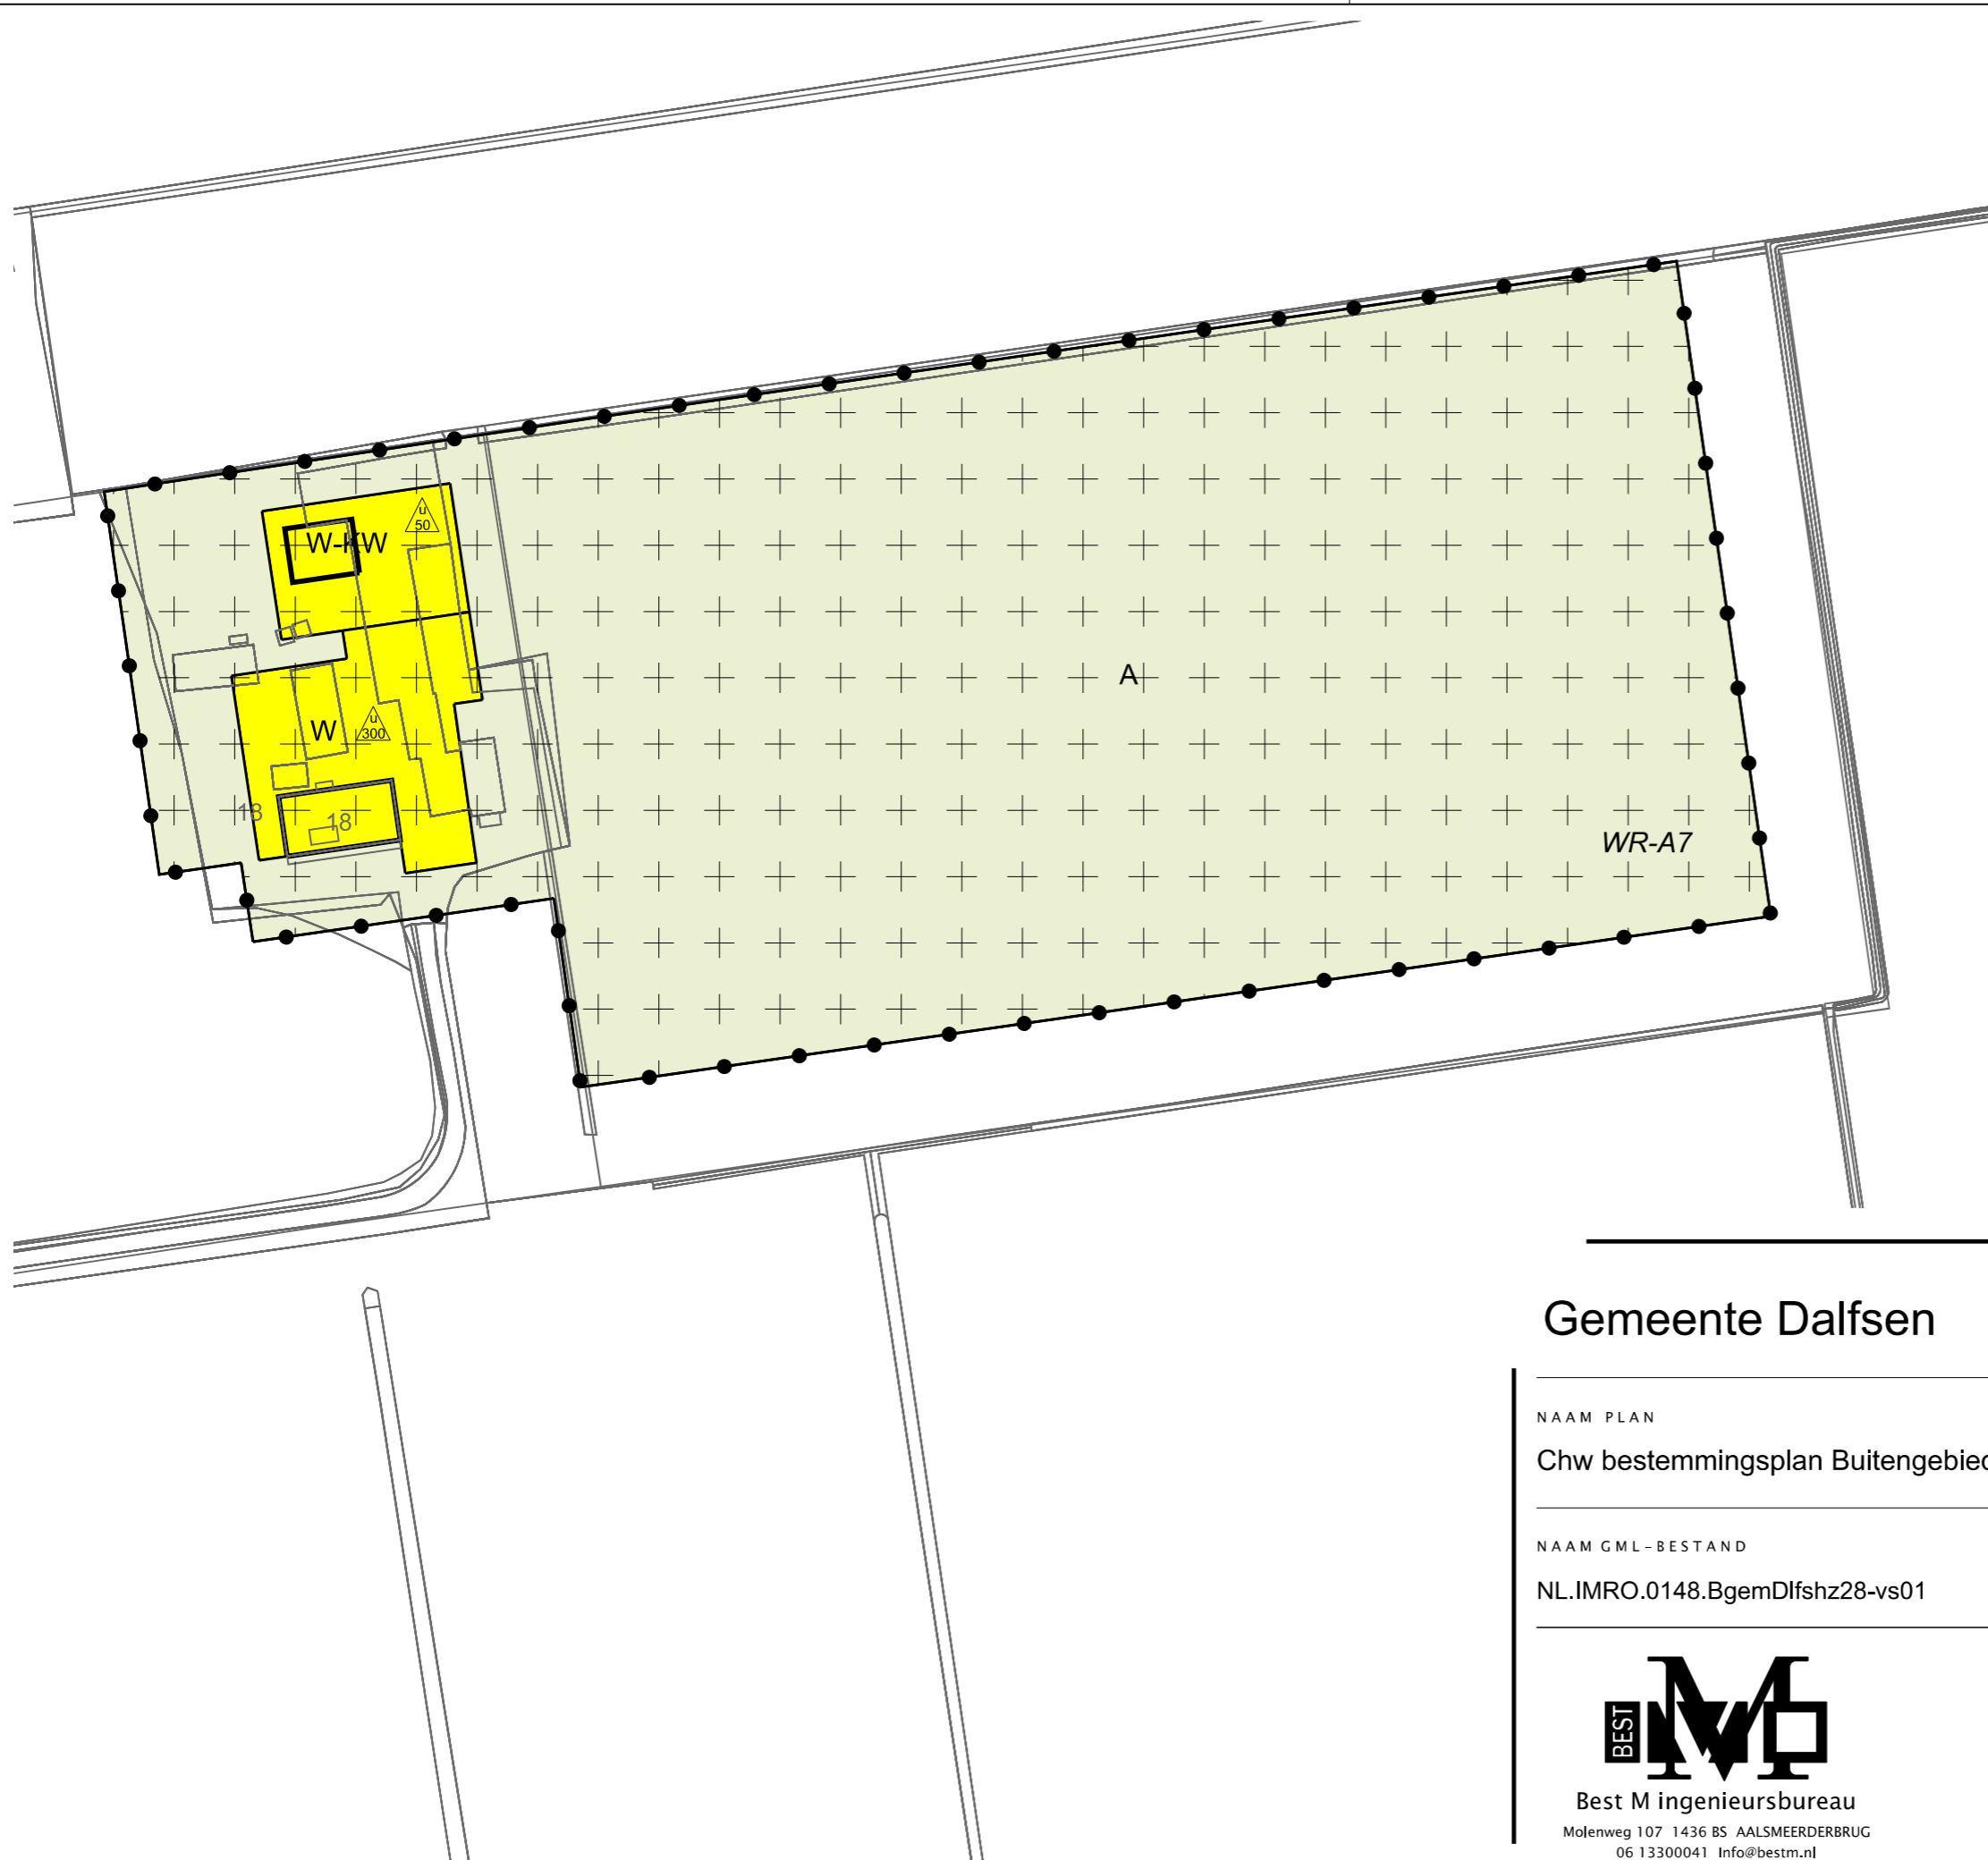 u
50
W-KW
A
W
u
300
18
18
WR-A7
Gemeente Dalfsen
NAAM PLAN
Chw bestemmingsplan Buitengebied
NAAM GML-BESTAND
NL.IMRO.0148.BgemDlfshz28-vs01
BEST
M
Best M ingenieursbureau
Molenweg 107 1436 BS AALSMEERDERBRUG
06 13300041 Info@bestm.nl